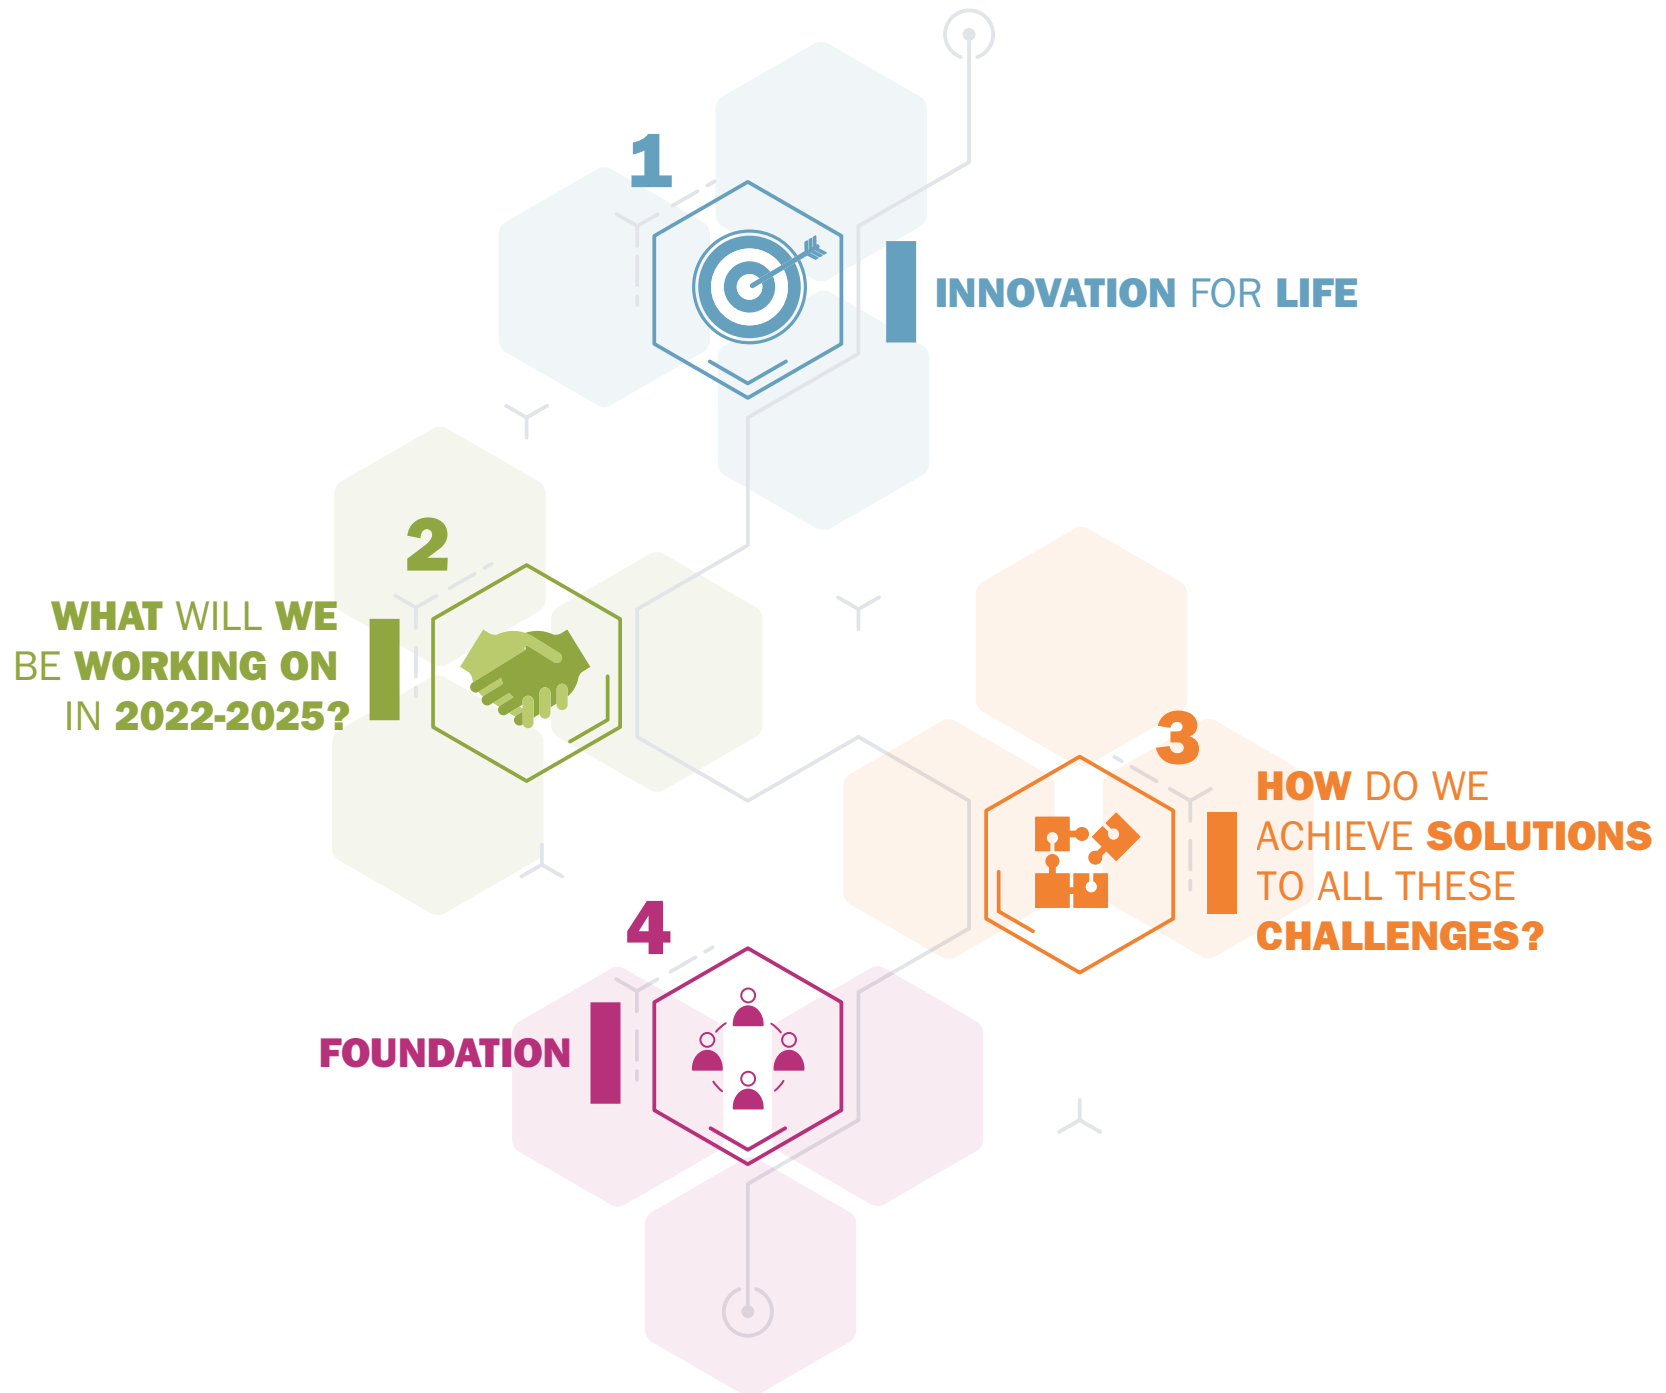 1
INNOVATION FOR LIFE
2
WHAT WILL WE
BE WORKING ON
IN 2022-2025?
3
HOW DO WE
ACHIEVE SOLUTIONS
TO ALL THESE
CHALLENGES?
4
FOUNDATION